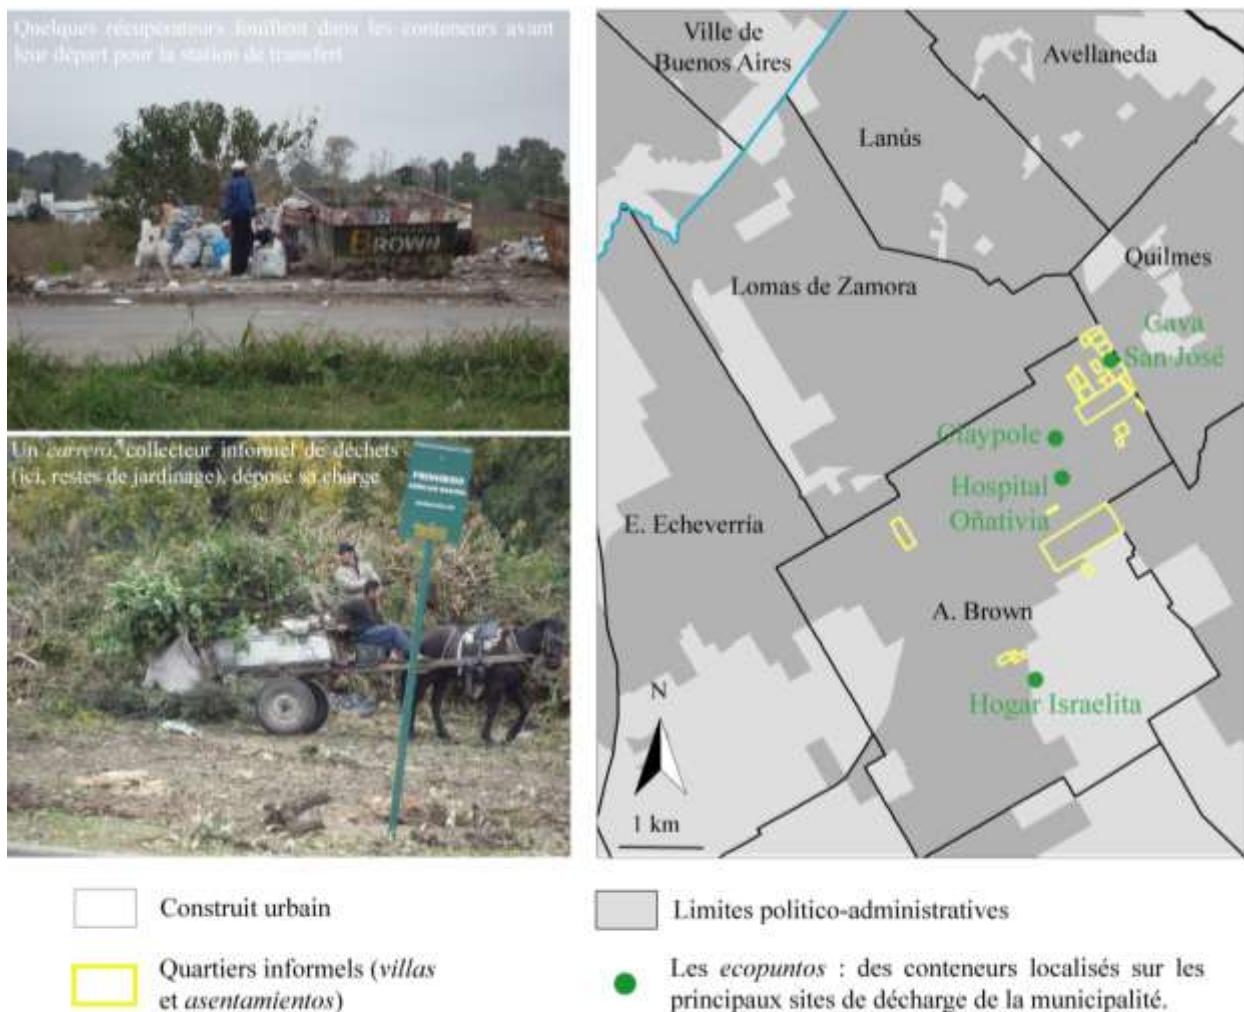 Quelques récupérateurs fouillent dans les conteneurs avant
leur départ pour la station de transfert
BROWN
Un carrero, collecteur informel de déchets
(ici, restes de jardinage), dépose sa charge
PROHIBIDO
Ville de
Buenos Aires
Avellaneda
Lanús
Quilmes
Lomas de Zamora
Cava
San José
Claypole
Hospital
Oñativia
E. Echeverría
A. Brown
Hogar Israelita
N
1 km
Construit urbain
Limites politico-administratives
Quartiers informels (villas
et asentamientos)
Les ecopuntos : des conteneurs localisés sur les
principaux sites de décharge de la municipalité.